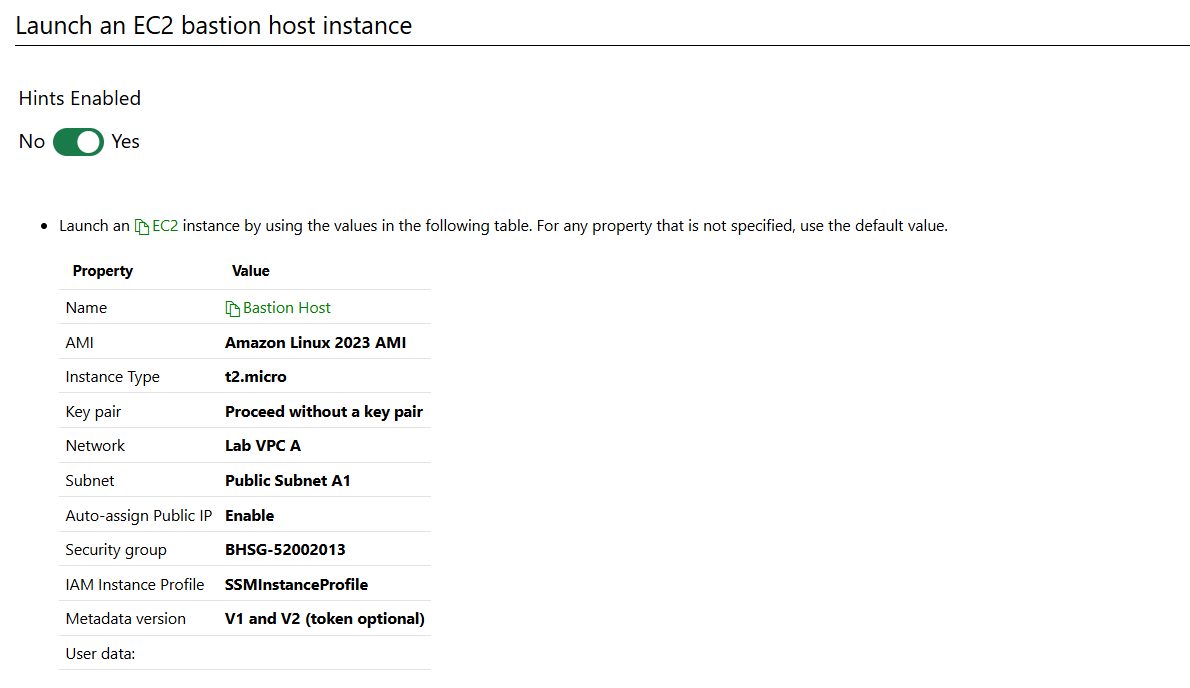 Launch an EC2 bastion host instance
Hints Enabled
No Yes
Launch an EC2 instance by using the values in the following table. For any property that is not specified, use the default value.
Property Value
Name Bastion Host
AMI Amazon Linux 2023 AMI
Instance Type t2.micro
Key pair Proceed without a key pair
Network Lab VPC A
Subnet Public Subnet A1
Auto-assign Public IP Enable
Security group BHSG-52002013
IAM Instance Profile SSMInstanceProfile
Metadata version V1 and V2 (token optional)
User data: